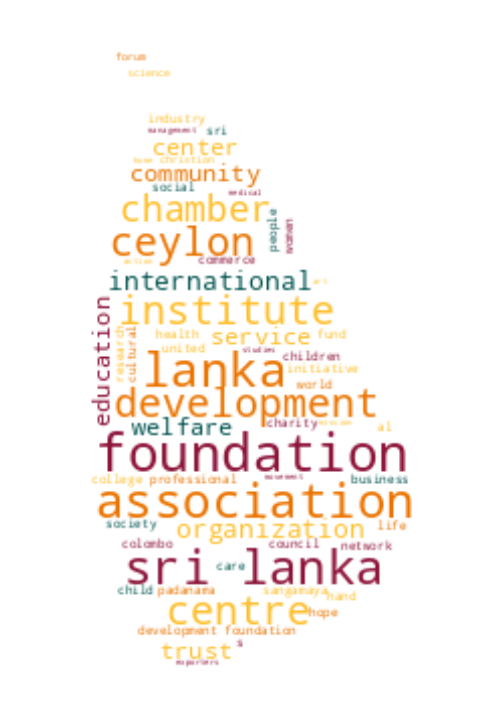 forum
science
industry
management sri
center
home christian
community
social
medical
chamber
people
women
ceylon
action commerce
international
art
institute
education
research
cultural
health service fund
united studies children
lanka initiative
world
development
welfare charity
al
foundation
college professional movement business
association
society organization life
colombo council network
sri lanka
care
child padanama sangamaya hand
centre hope
development foundation
trust s
exporters